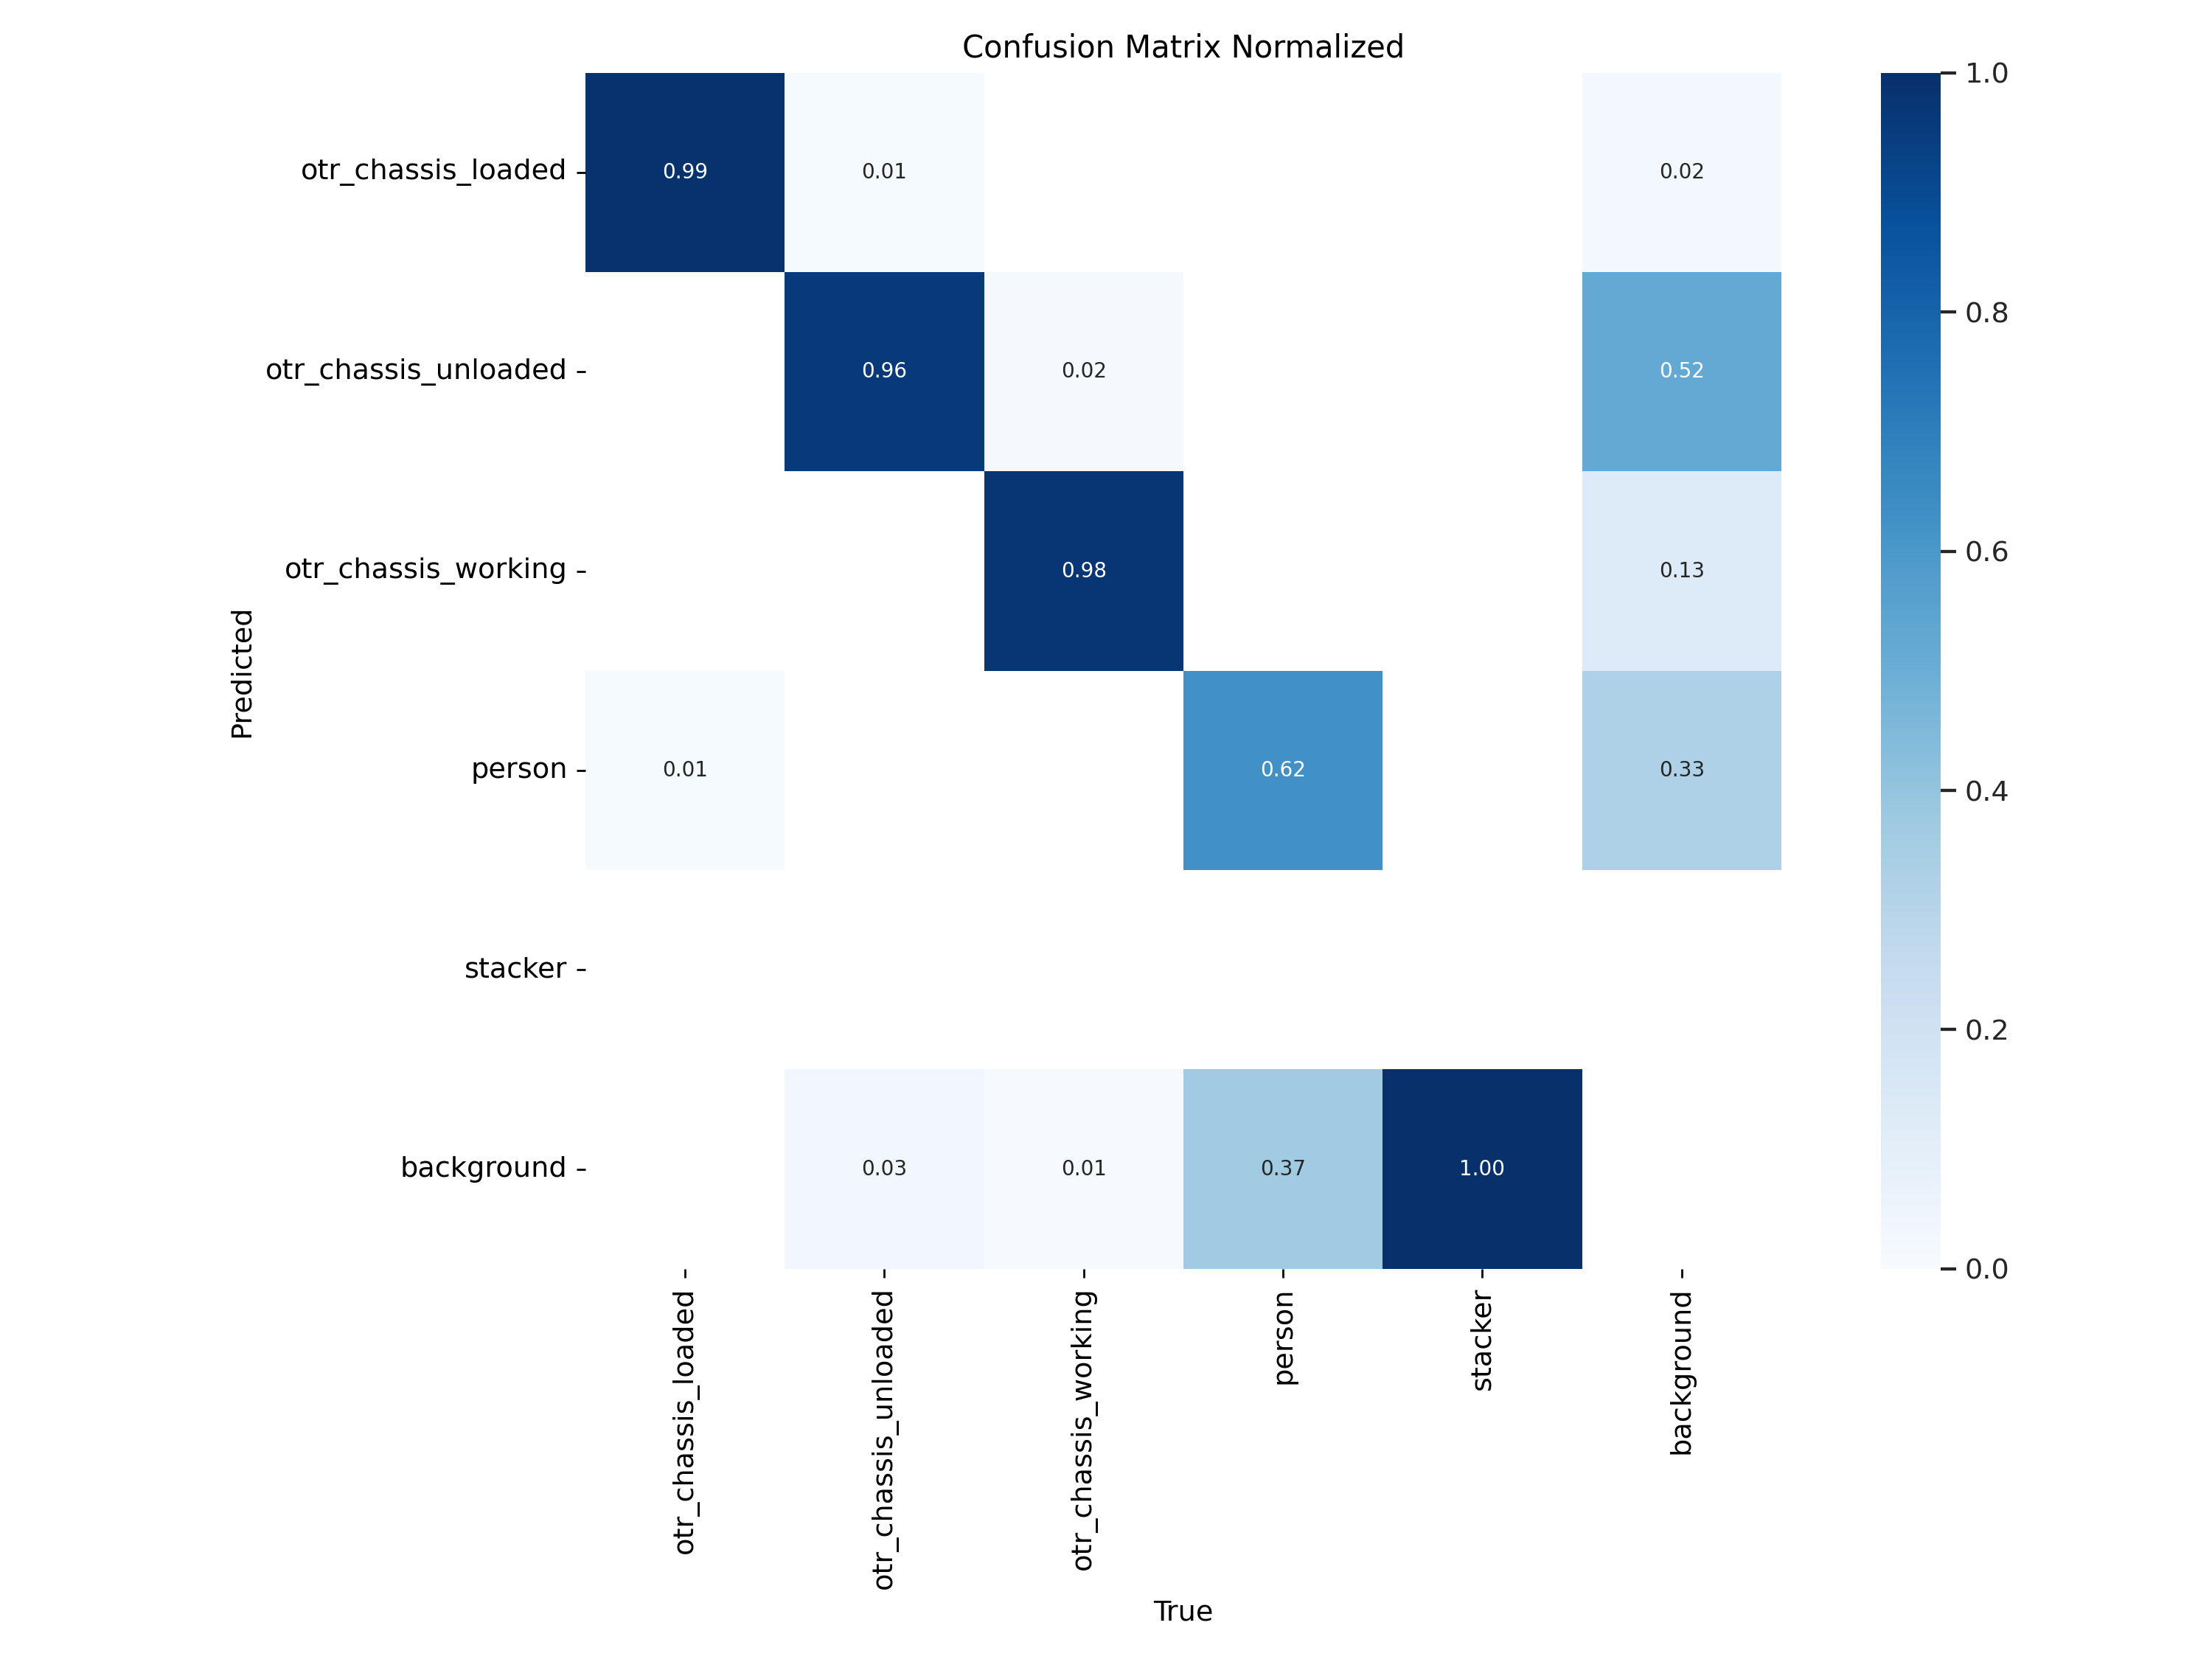 Confusion Matrix Normalized
otr_chassis_loaded
0.99
0.01
0.02
otr_chassis_unloaded
0.96
0.02
0.52
otr_chassis_working
0.98
0.13
person
0.01
0.62
0.33
stacker
background
0.03
0.01
0.37
1.00
Predicted
otr_chassis_loaded
otr_chassis_unloaded
otr_chassis_working
person
stacker
background
True
1.0
0.8
0.6
0.4
0.2
0.0